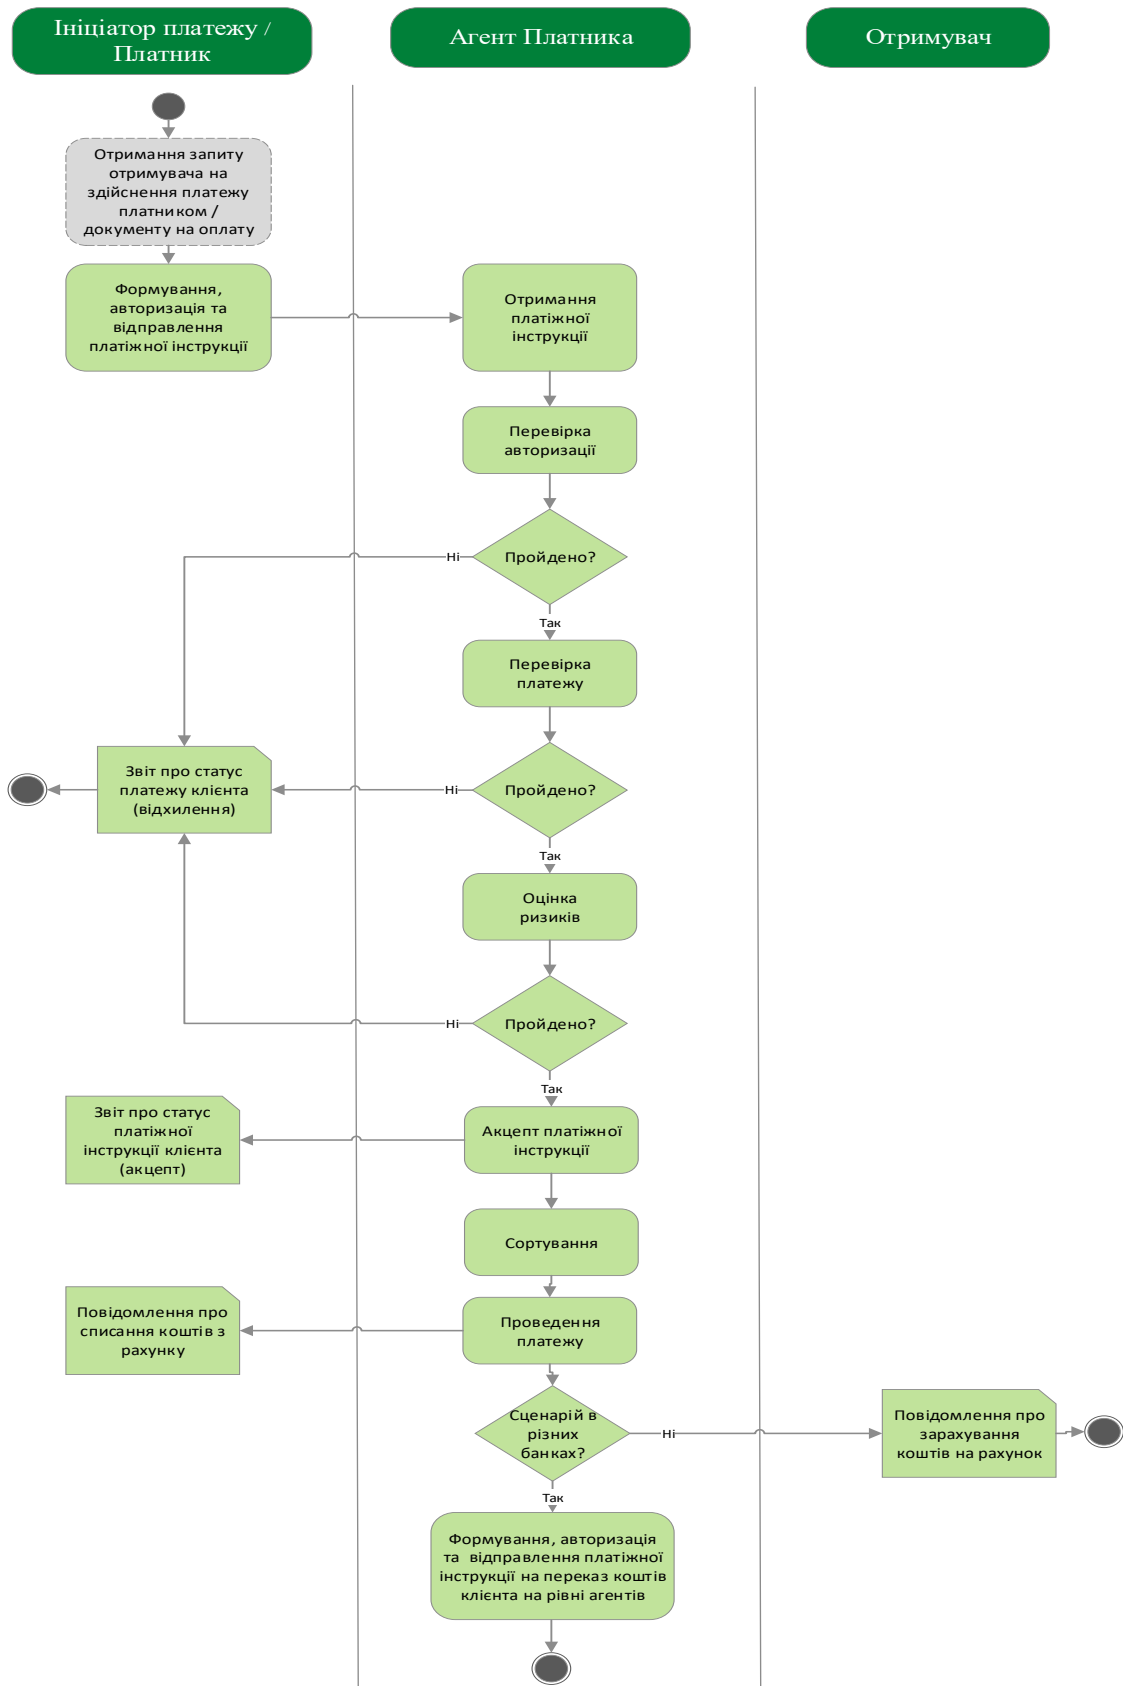 Ініціатор платежу /
Платник
Агент Платника
Отримувач
Отримання запиту
отримувача на
здійснення платежу
платником /
документу на оплату
Формування,
авторизація та
відправлення
платіжної інструкції
Отримання
платіжної
інструкції
Перевірка
авторизації
Пройдено?
Ні
Так
Перевірка
платежу
Звіт про статус
платежу клієнта
(відхилення)
Ні
Пройдено?
Так
Оцінка
ризиків
Ні
Пройдено?
Так
Звіт про статус
платіжної
інструкції клієнта
(акцепт)
Акцепт платіжної
інструкції
Сортування
Повідомлення про
списання коштів з
рахунку
Проведення
платежу
Сценарій в
різних
банках?
Ні
Повідомлення про
зарахування
коштів на рахунок
Так
Формування, авторизація
та відправлення платіжної
інструкції на переказ коштів
клієнта на рівні агентів